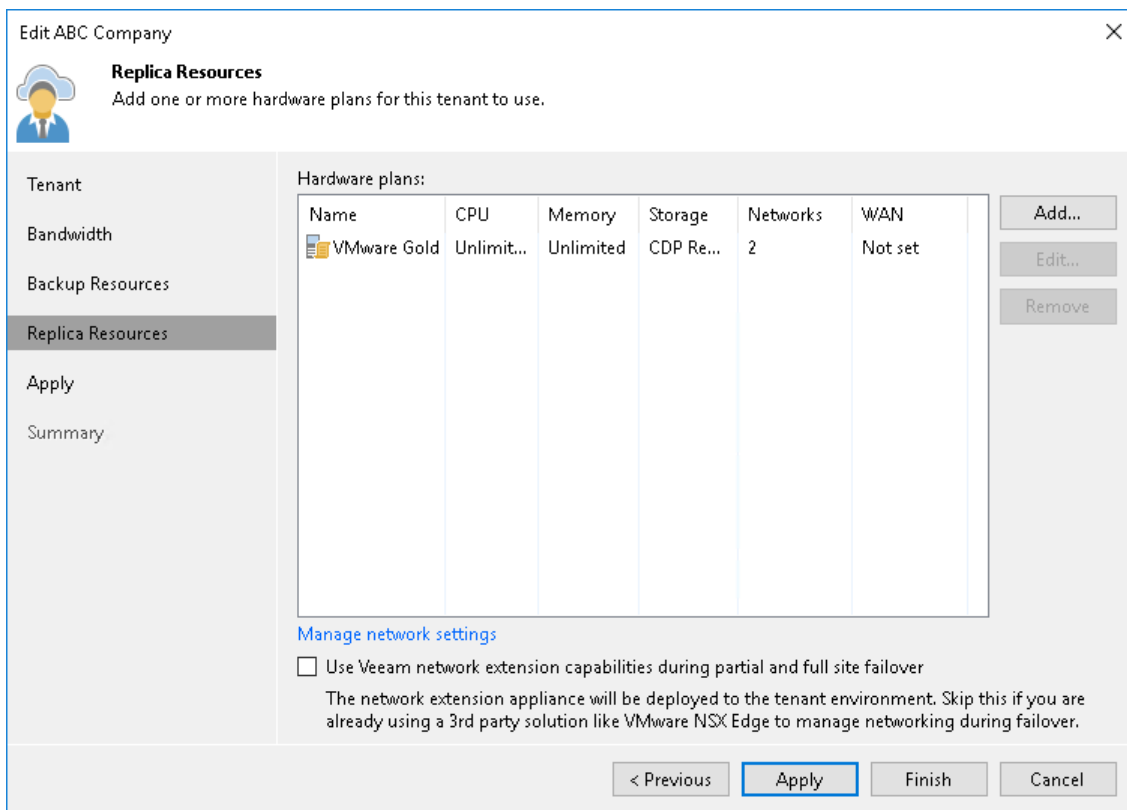 Edit ABC Company
Replica Resources
Add one or more hardware plans for this tenant to use.
Tenant
Bandwidth
Backup Resources
Replica Resources
Apply
Summary
Hardware plans:
Name CPU Memory Storage Networks WAN
VMware Gold Unlimit... Unlimited CDP Re... 2 Not set
Add...
Edit...
Remove
Manage network settings
Use Veeam network extension capabilities during partial and full site failover
The network extension appliance will be deployed to the tenant environment. Skip this if you are
already using a 3rd party solution like VMware NSX Edge to manage networking during failover.
< Previous Apply Finish Cancel